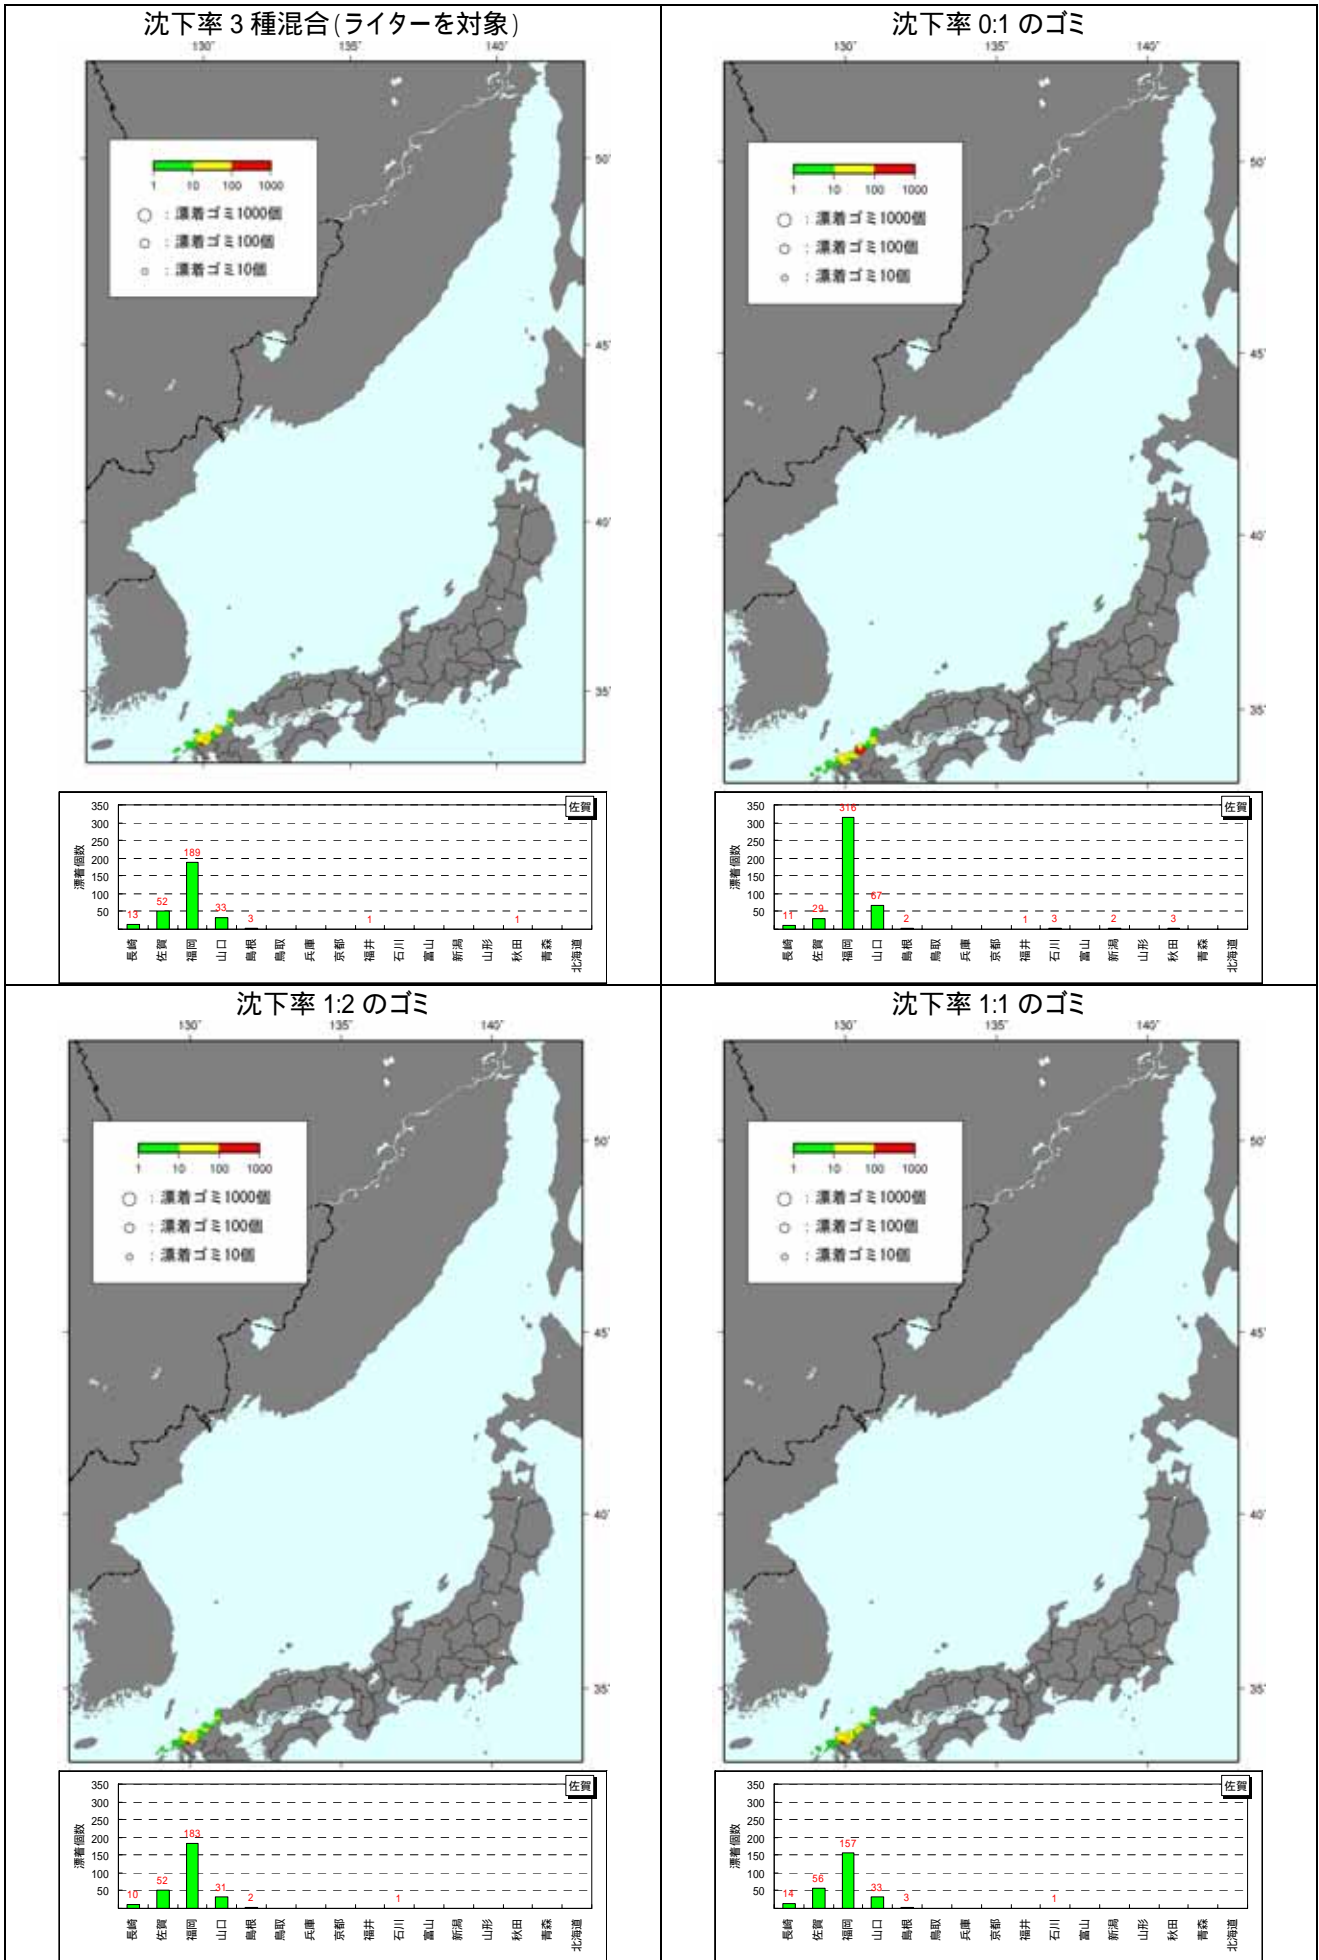 沈下率 3 種混合(ライターを対象)
130° 135° 140°
50°
1 10 100 1000
○ : 漂着ゴミ1000個
○ : 漂着ゴミ100個
○ : 漂着ゴミ10個
45°
40°
35°
佐賀
漂着個数
350
300
250
200
150
100
50
13 52 189 33 3 1 1
長崎 佐賀 福岡 山口 島根 鳥取 兵庫 京都 福井 石川 富山 新潟 山形 秋田 青森 北海道
沈下率 0:1 のゴミ
130° 135° 140°
50°
1 10 100 1000
○ : 漂着ゴミ1000個
○ : 漂着ゴミ100個
○ : 漂着ゴミ10個
45°
40°
35°
佐賀
漂着個数
350
300
250
200
150
100
50
11 29 316 67 2 1 3 2 3
長崎 佐賀 福岡 山口 島根 鳥取 兵庫 京都 福井 石川 富山 新潟 山形 秋田 青森 北海道
沈下率 1:2 のゴミ
130° 135° 140°
50°
1 10 100 1000
○ : 漂着ゴミ1000個
○ : 漂着ゴミ100個
○ : 漂着ゴミ10個
45°
40°
35°
佐賀
漂着個数
350
300
250
200
150
100
50
10 52 183 31 2 1
長崎 佐賀 福岡 山口 島根 鳥取 兵庫 京都 福井 石川 富山 新潟 山形 秋田 青森 北海道
沈下率 1:1 のゴミ
130° 135° 140°
50°
1 10 100 1000
○ : 漂着ゴミ1000個
○ : 漂着ゴミ100個
○ : 漂着ゴミ10個
45°
40°
35°
佐賀
漂着個数
350
300
250
200
150
100
50
14 56 157 33 3 1
長崎 佐賀 福岡 山口 島根 鳥取 兵庫 京都 福井 石川 富山 新潟 山形 秋田 青森 北海道